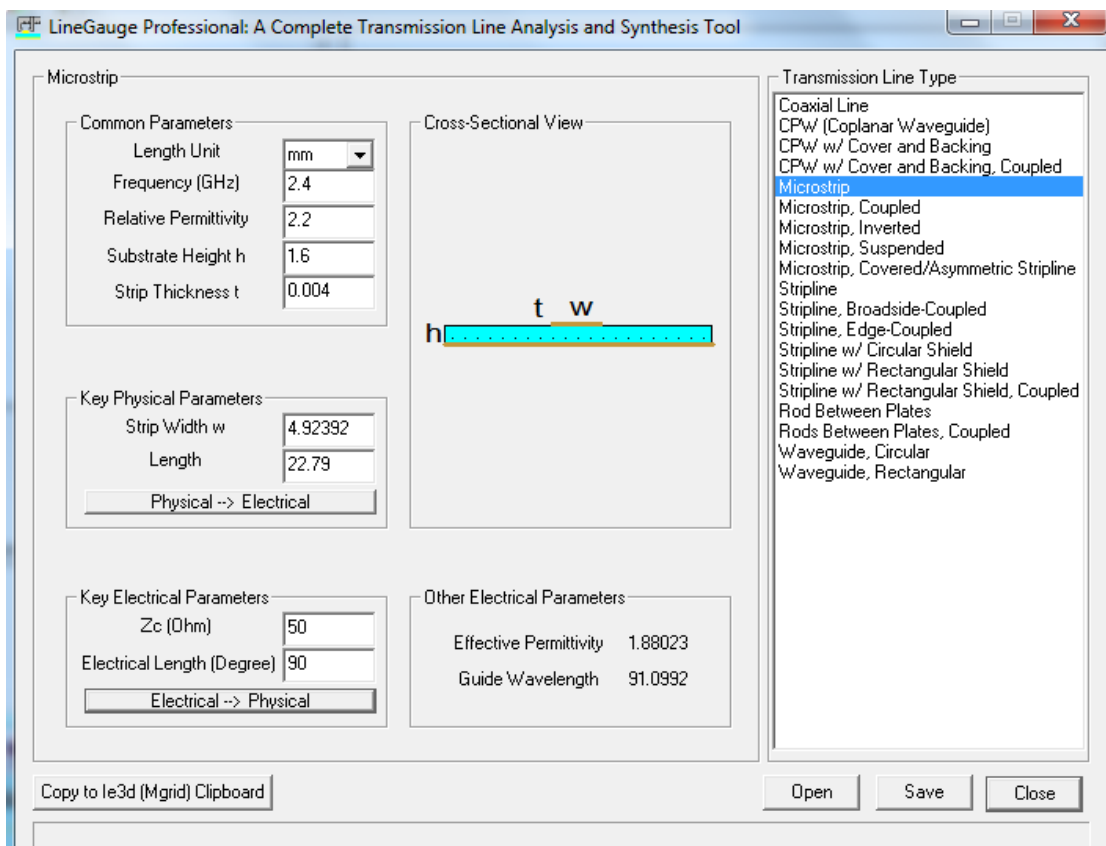 LineGauge Professional: A Complete Transmission Line Analysis and Synthesis Tool
Microstrip
Common Parameters
Length Unit mm
Frequency (GHz) 2.4
Relative Permittivity 2.2
Substrate Height h 1.6
Strip Thickness t 0.004
Cross-Sectional View
t w
h
Key Physical Parameters
Strip Width w 4.92392
Length 22.79
Physical --> Electrical
Key Electrical Parameters
Zc (Ohm) 50
Electrical Length (Degree) 90
Electrical --> Physical
Other Electrical Parameters
Effective Permittivity 1.88023
Guide Wavelength 91.0992
Transmission Line Type
Coaxial Line
CPW (Coplanar Waveguide)
CPW w/ Cover and Backing
CPW w/ Cover and Backing, Coupled
Microstrip
Microstrip, Coupled
Microstrip, Inverted
Microstrip, Suspended
Microstrip, Covered/Asymmetric Stripline
Stripline
Stripline, Broadside-Coupled
Stripline, Edge-Coupled
Stripline w/ Circular Shield
Stripline w/ Rectangular Shield
Stripline w/ Rectangular Shield, Coupled
Rod Between Plates
Rods Between Plates, Coupled
Waveguide, Circular
Waveguide, Rectangular
Copy to Ie3d (Mgrid) Clipboard
Open Save Close